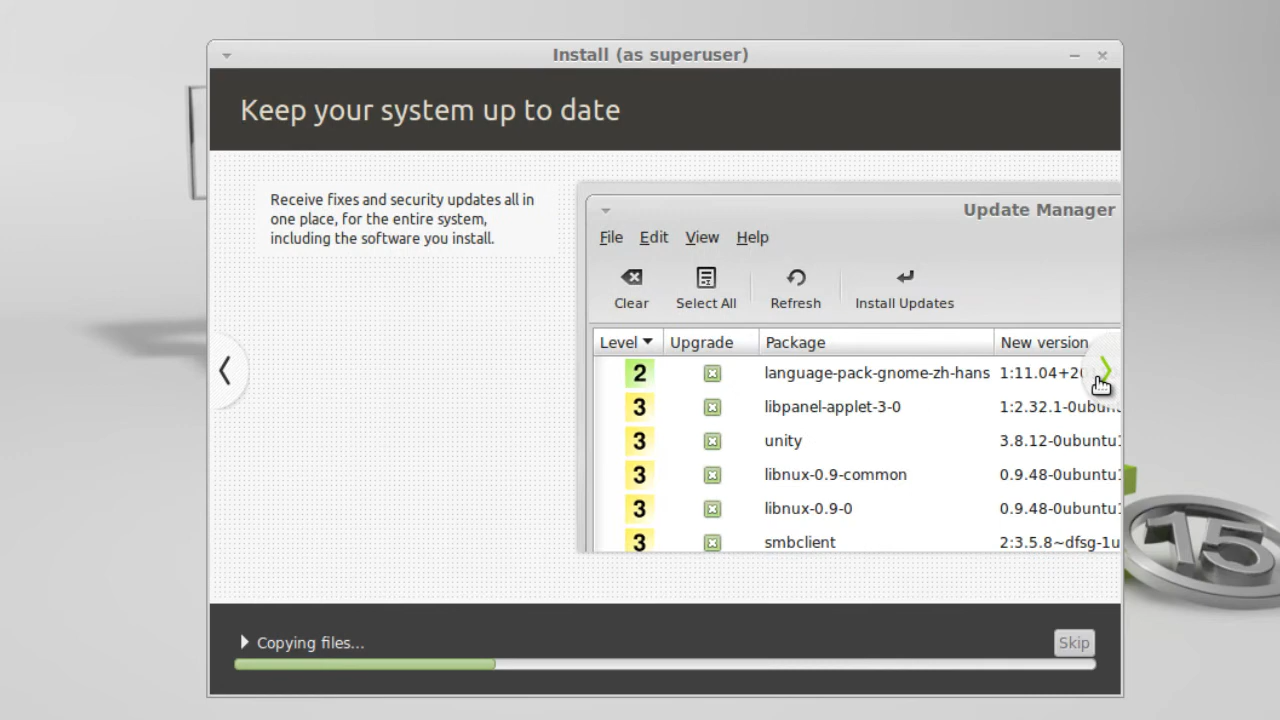 Install (as superuser)
Keep your system up to date
Receive fixes and security updates all in
one place, for the entire system,
including the software you install.
Update Manager
File Edit View Help
Clear Select All Refresh Install Updates
Level Upgrade Package New version
2 language-pack-gnome-zh-hans 1:11.04+20
3 libpanel-applet-3-0 1:2.32.1-0ubuntu
3 unity 3.8.12-0ubuntu1
3 libnux-0.9-common 0.9.48-0ubuntu1
3 libnux-0.9-0 0.9.48-0ubuntu1
3 smbclient 2:3.5.8~dfsg-1u
15
Copying files...
Skip